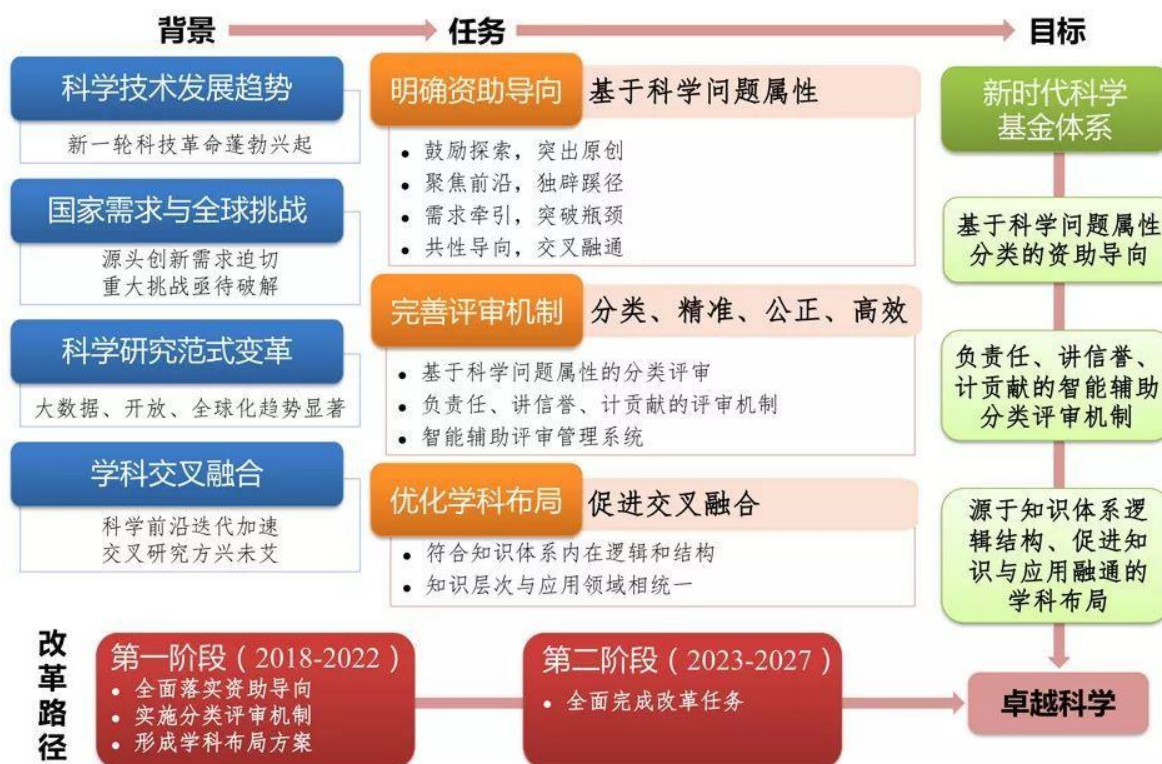 背景
任务
目标
科学技术发展趋势
新一轮科技革命蓬勃兴起
国家需求与全球挑战
源头创新需求迫切
重大挑战亟待破解
科学研究范式变革
大数据、开放、全球化趋势显著
学科交叉融合
科学前沿迭代加速
交叉研究方兴未艾
明确资助导向
基于科学问题属性
• 鼓励探索，突出原创
• 聚焦前沿，独辟蹊径
• 需求牵引，突破瓶颈
• 共性导向，交叉融通
完善评审机制
分类、精准、公正、高效
• 基于科学问题属性的分类评审
• 负责任、讲信誉、计贡献的评审机制
• 智能辅助评审管理系统
优化学科布局
促进交叉融合
• 符合知识体系内在逻辑和结构
• 知识层次与应用领域相统一
新时代科学
基金体系
基于科学问题属性
分类的资助导向
负责任、讲信誉、
计贡献的智能辅助
分类评审机制
源于知识体系逻
辑结构、促进知
识与应用融通的
学科布局
改革路径
第一阶段（2018-2022）
• 全面落实资助导向
• 实施分类评审机制
• 形成学科布局方案
第二阶段（2023-2027）
• 全面完成改革任务
卓越科学